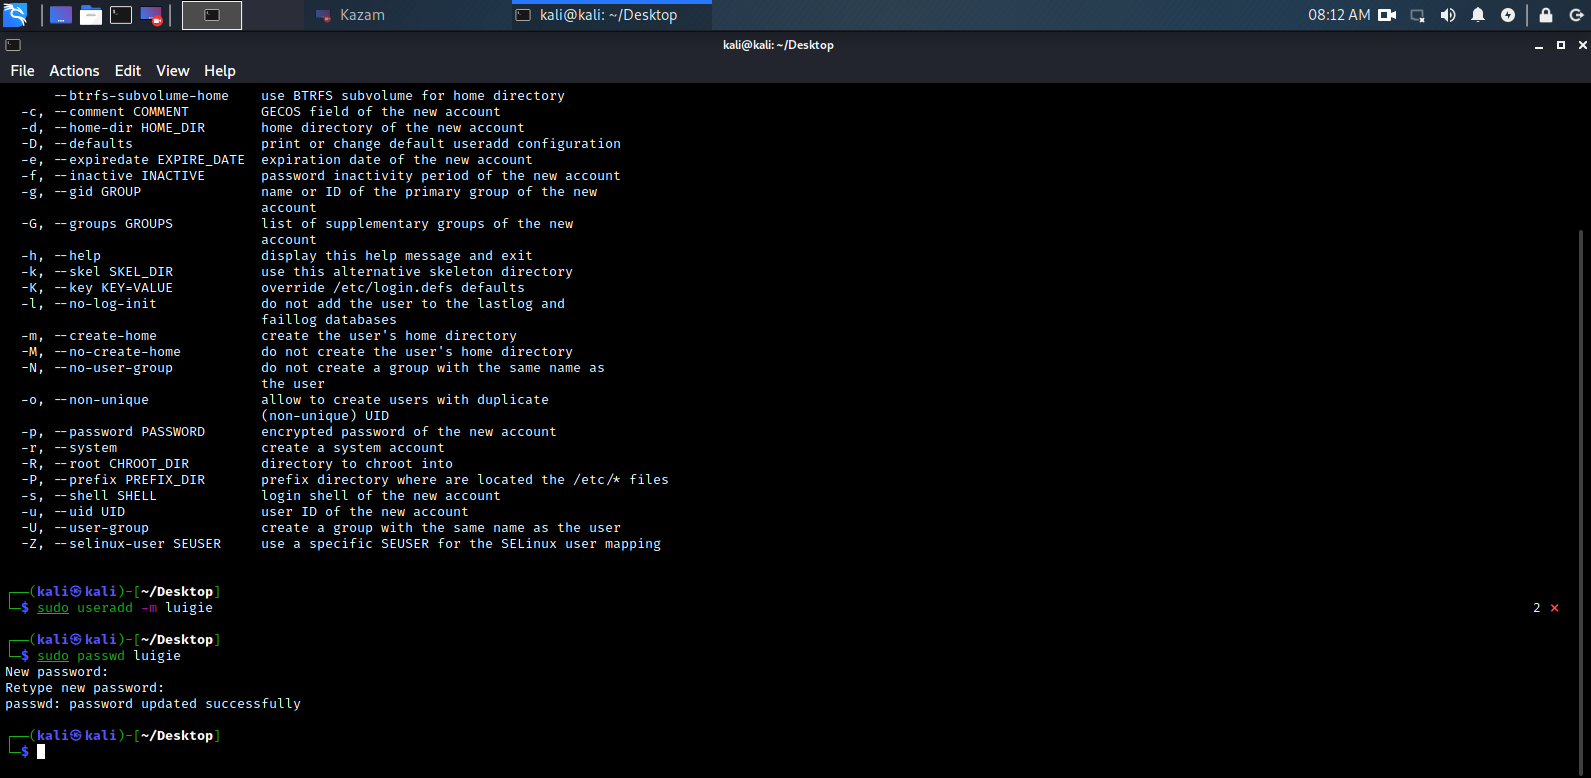 Kazam
kali@kali: ~/Desktop
08:12 AM
kali@kali: ~/Desktop
File Actions Edit View Help
--btrfs-subvolume-home use BTRFS subvolume for home directory
-c, --comment COMMENT GECOS field of the new account
-d, --home-dir HOME_DIR home directory of the new account
-D, --defaults print or change default useradd configuration
-e, --expiredate EXPIRE_DATE expiration date of the new account
-f, --inactive INACTIVE password inactivity period of the new account
-g, --gid GROUP name or ID of the primary group of the new
account
-G, --groups GROUPS list of supplementary groups of the new
account
-h, --help display this help message and exit
-k, --skel SKEL_DIR use this alternative skeleton directory
-K, --key KEY=VALUE override /etc/login.defs defaults
-l, --no-log-init do not add the user to the lastlog and
faillog databases
-m, --create-home create the user's home directory
-M, --no-create-home do not create the user's home directory
-N, --no-user-group do not create a group with the same name as
the user
-o, --non-unique allow to create users with duplicate
(non-unique) UID
-p, --password PASSWORD encrypted password of the new account
-r, --system create a system account
-R, --root CHROOT_DIR directory to chroot into
-P, --prefix PREFIX_DIR prefix directory where are located the /etc/* files
-s, --shell SHELL login shell of the new account
-u, --uid UID user ID of the new account
-U, --user-group create a group with the same name as the user
-Z, --selinux-user SEUSER use a specific SEUSER for the SELinux user mapping
┌──(kali㉿kali)-[~/Desktop]
└─$ sudo useradd -m luigie 2 ⨯
┌──(kali㉿kali)-[~/Desktop]
└─$ sudo passwd luigie
New password:
Retype new password:
passwd: password updated successfully
┌──(kali㉿kali)-[~/Desktop]
└─$